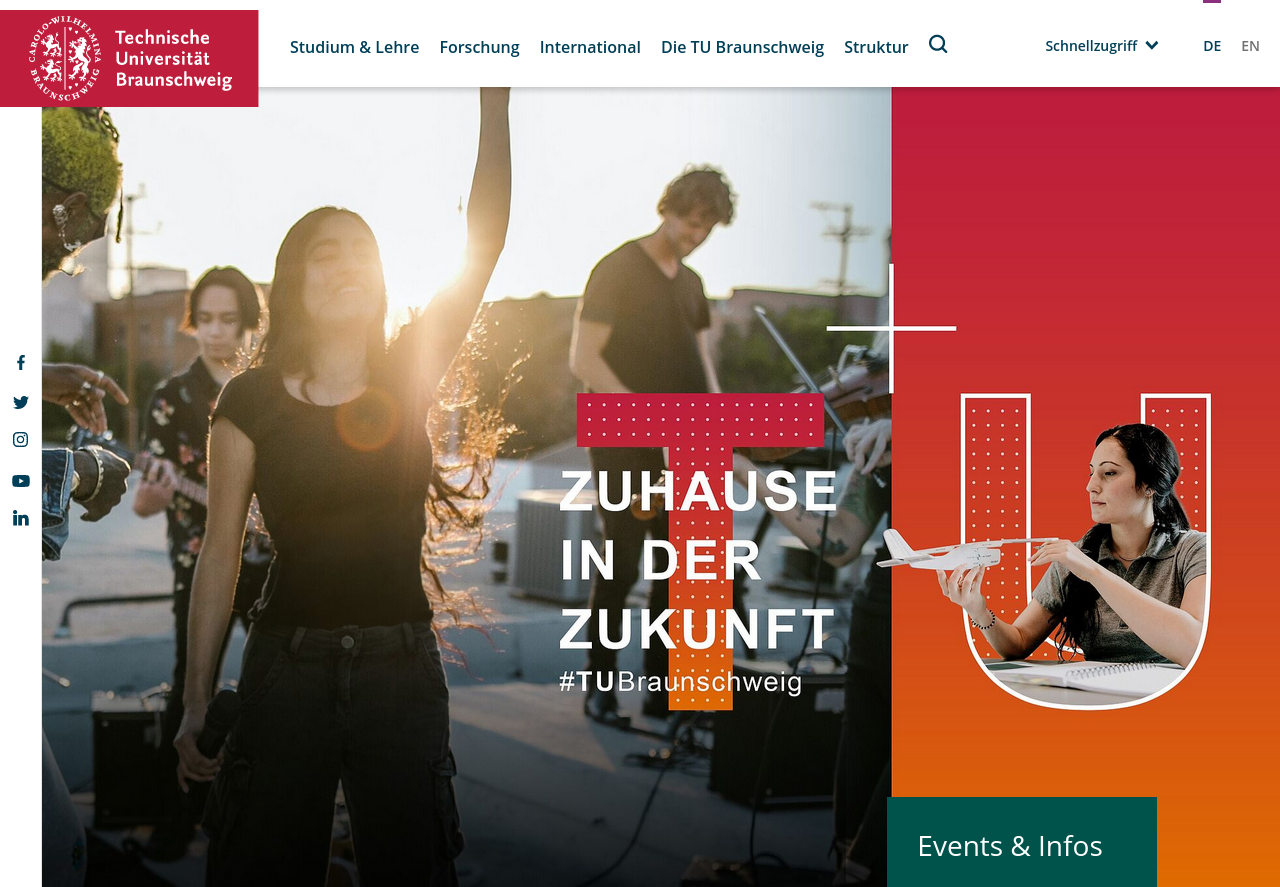 CAROLO-WILHELMINA
BRAUNSCHWEIG
Technische
Universität
Braunschweig
Studium & Lehre
Forschung
International
Die TU Braunschweig
Struktur
Schnellzugriff
DE
EN
T
U
ZUHAUSE
IN DER
ZUKUNFT
#TUBraunschweig
Events & Infos